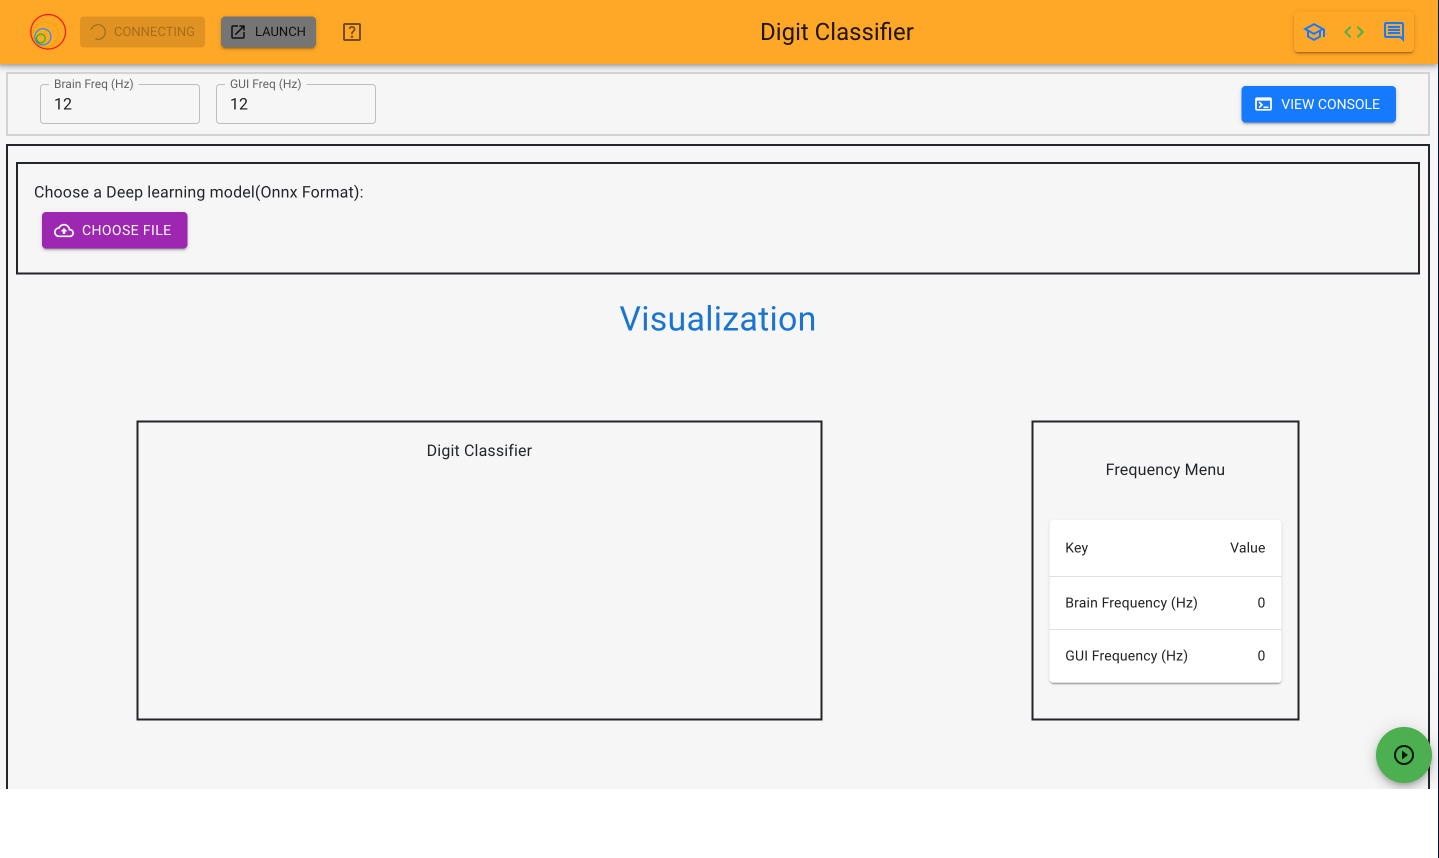 CONNECTING
LAUNCH
?
Digit Classifier
Brain Freq (Hz)
12
GUI Freq (Hz)
12
VIEW CONSOLE
Choose a Deep learning model(Onnx Format):
CHOOSE FILE
Visualization
Digit Classifier
Frequency Menu
Key Value
Brain Frequency (Hz) 0
GUI Frequency (Hz) 0